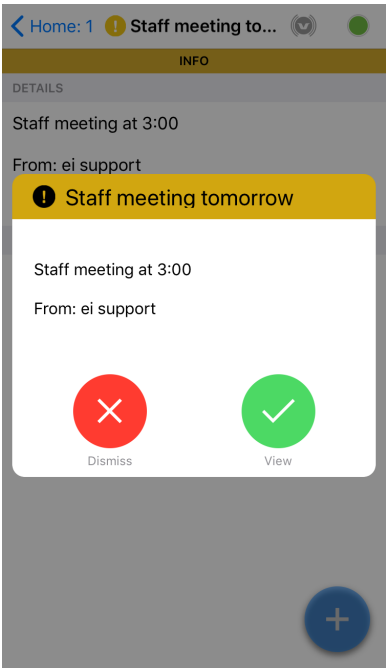 Home: 1 ! Staff meeting to...
INFO
DETAILS
Staff meeting at 3:00
From: ei support
! Staff meeting tomorrow
Staff meeting at 3:00
From: ei support
Dismiss View